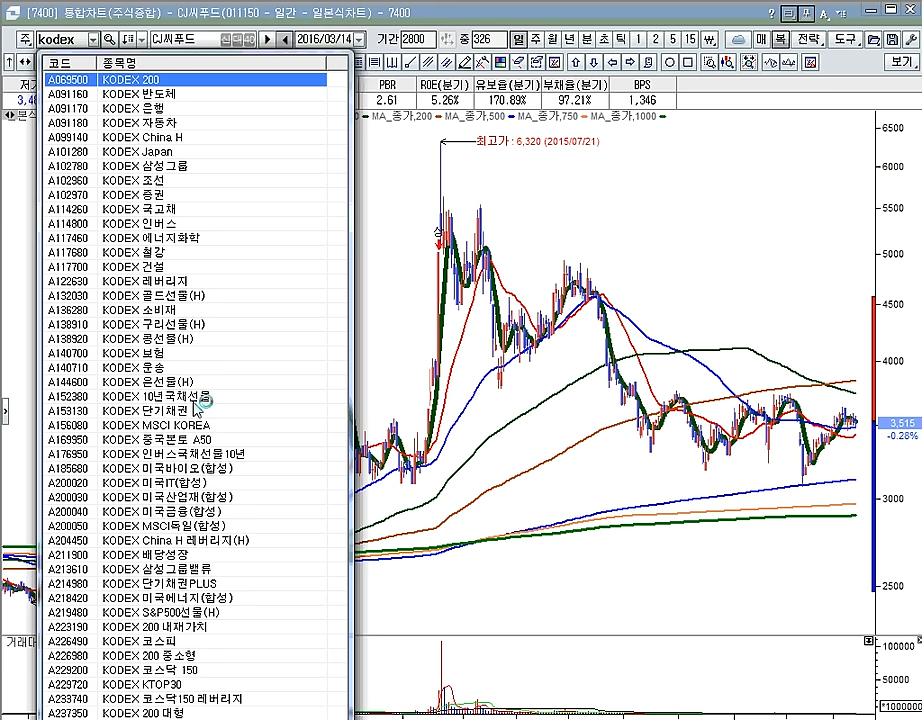 [7400] 통합차트(주식종합) - CJ씨푸드(011150 - 일간 - 일본식차트) - 7400
주 kodex CJ씨푸드 신 대 40 2016/03/14 기간 2800 중 326 일 주 월 년 분 초 틱 1 2 5 15 매 복 전략 도구
보기
PBR ROE(분기) 유보율(분기) 부채율(분기) BPS
2.61 5.26% 170.89% 97.21% 1,346
MA_종가,200 MA_종가,500 MA_종가,750 MA_종가,1000
코드 종목명
A069500 KODEX 200
A091160 KODEX 반도체
A091170 KODEX 은행
A091180 KODEX 자동차
A099140 KODEX China H
A101280 KODEX Japan
A102780 KODEX 삼성그룹
A102960 KODEX 조선
A102970 KODEX 증권
A114260 KODEX 국고채
A114800 KODEX 인버스
A117460 KODEX 에너지화학
A117680 KODEX 철강
A117700 KODEX 건설
A122630 KODEX 레버리지
A132030 KODEX 골드선물(H)
A136280 KODEX 소비재
A138910 KODEX 구리선물(H)
A138920 KODEX 콩선물(H)
A140700 KODEX 보험
A140710 KODEX 운송
A144600 KODEX 은선물(H)
A152380 KODEX 10년국채선물
A153130 KODEX 단기채권
A156080 KODEX MSCI KOREA
A169950 KODEX 중국본토 A50
A176950 KODEX 인버스국채선물10년
A185680 KODEX 미국바이오(합성)
A200020 KODEX 미국IT(합성)
A200030 KODEX 미국산업재(합성)
A200040 KODEX 미국금융(합성)
A200050 KODEX MSCI독일(합성)
A204450 KODEX China H 레버리지(H)
A211900 KODEX 배당성장
A213610 KODEX 삼성그룹밸류
A214980 KODEX 단기채권PLUS
A218420 KODEX 미국에너지(합성)
A219480 KODEX S&P500선물(H)
A223190 KODEX 200 내재가치
A226490 KODEX 코스피
A226980 KODEX 200 중소형
A229200 KODEX 코스닥 150
A229720 KODEX KTOP30
A233740 KODEX 코스닥150 레버리지
A237350 KODEX 200 대형
최고가 : 6,320 (2015/07/21)
상
6500
6000
5500
5000
4500
4000
3,515
-0.28%
3000
2500
거래
100000
50000
*1000000